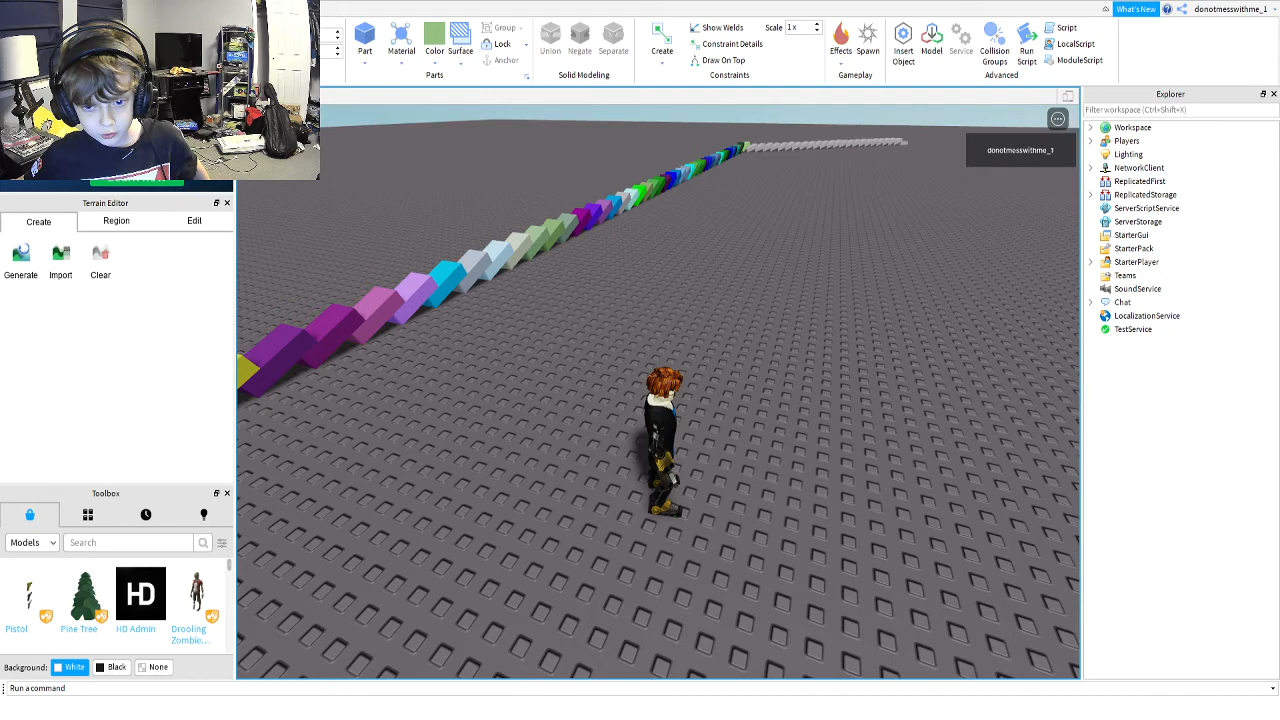 What's New
donotmesswithme_1
Part
Material
Color
Surface
Group
Lock
Anchor
Parts
Union
Negate
Separate
Solid Modeling
Create
Show Welds
Constraint Details
Draw On Top
Scale
1 x
Constraints
Effects
Spawn
Gameplay
Insert
Object
Model
Service
Collision
Groups
Run
Script
Script
LocalScript
ModuleScript
Advanced
Terrain Editor
Create
Region
Edit
Generate
Import
Clear
donotmesswithme_1
Explorer
Filter workspace (Ctrl+Shift+X)
Workspace
Players
Lighting
NetworkClient
ReplicatedFirst
ReplicatedStorage
ServerScriptService
ServerStorage
StarterGui
StarterPack
StarterPlayer
Teams
SoundService
Chat
LocalizationService
TestService
Toolbox
Models
Search
HD
Pistol
Pine Tree
HD Admin
Drooling
Zombie...
Background:
White
Black
None
Run a command